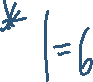 * l = 6